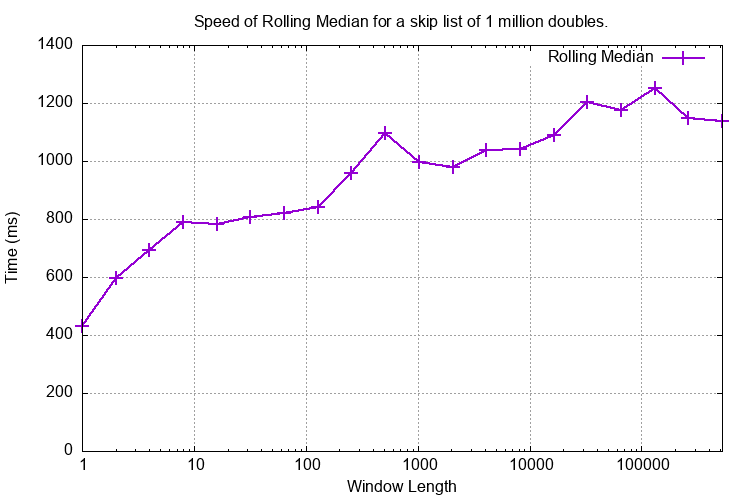 Speed of Rolling Median for a skip list of 1 million doubles.
Rolling Median
1400
1200
1000
800
600
400
200
0
1 10 100 1000 10000 100000
Time (ms)
Window Length